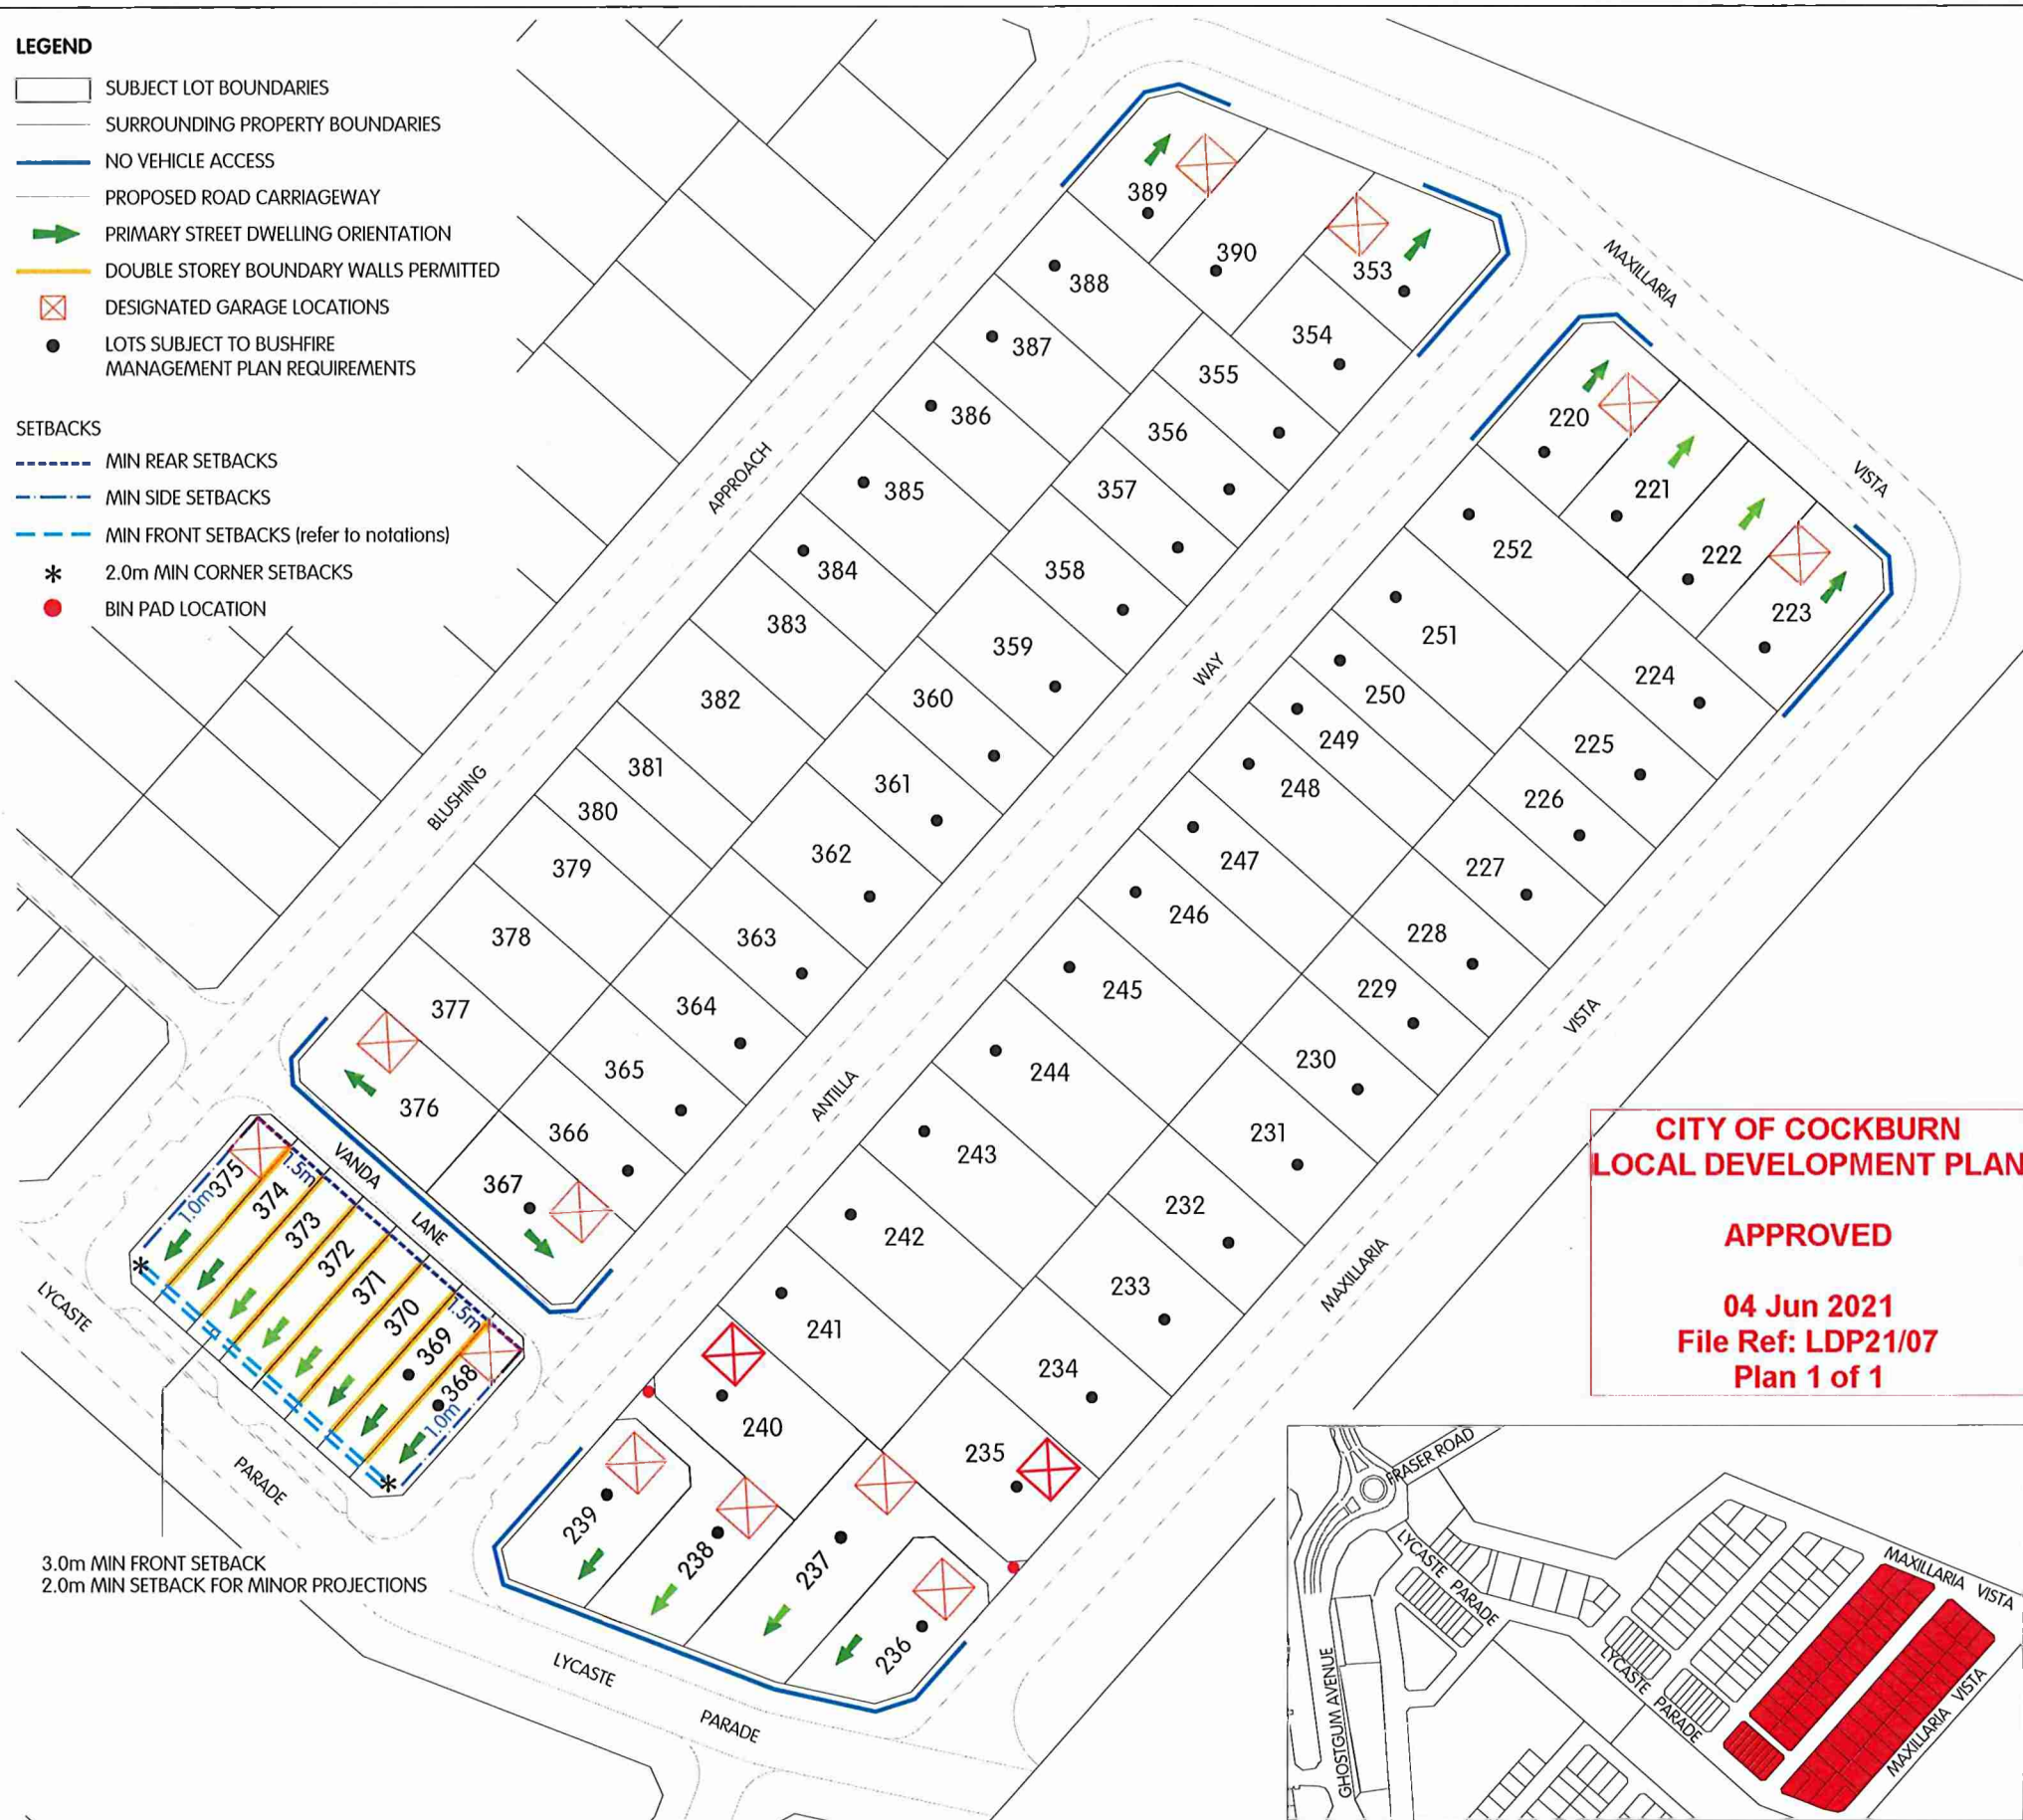 LEGEND
SUBJECT LOT BOUNDARIES
SURROUNDING PROPERTY BOUNDARIES
NO VEHICLE ACCESS
PROPOSED ROAD CARRIAGEWAY
PRIMARY STREET DWELLING ORIENTATION
DOUBLE STOREY BOUNDARY WALLS PERMITTED
DESIGNATED GARAGE LOCATIONS
LOTS SUBJECT TO BUSHFIRE
MANAGEMENT PLAN REQUIREMENTS
SETBACKS
MIN REAR SETBACKS
MIN SIDE SETBACKS
MIN FRONT SETBACKS (refer to notations)
* 2.0m MIN CORNER SETBACKS
BIN PAD LOCATION
389
390
353
388
354
387
355
386
356
385
357
384
358
383
359
382
360
381
361
380
362
379
363
378
364
377
365
376
366
367
BLUSHING
APPROACH
MAXILLARIA
VISTA
220
221
222
223
252
251
224
250
225
249
226
248
227
247
228
246
229
245
230
244
231
243
232
242
233
241
234
240
235
239
238
237
236
ANTILLA
WAY
MAXILLARIA
VISTA
VANDA
LANE
375
374
373
372
371
370
369
368
1.5m
1.0m
1.5m
1.0m
*
*
LYCASTE
PARADE
3.0m MIN FRONT SETBACK
2.0m MIN SETBACK FOR MINOR PROJECTIONS
LYCASTE
PARADE
CITY OF COCKBURN
LOCAL DEVELOPMENT PLAN
APPROVED
04 Jun 2021
File Ref: LDP21/07
Plan 1 of 1
FRASER ROAD
LYCASTE PARADE
GHOSTGUM AVENUE
LYCASTE PARADE
MAXILLARIA VISTA
MAXILLARIA VISTA